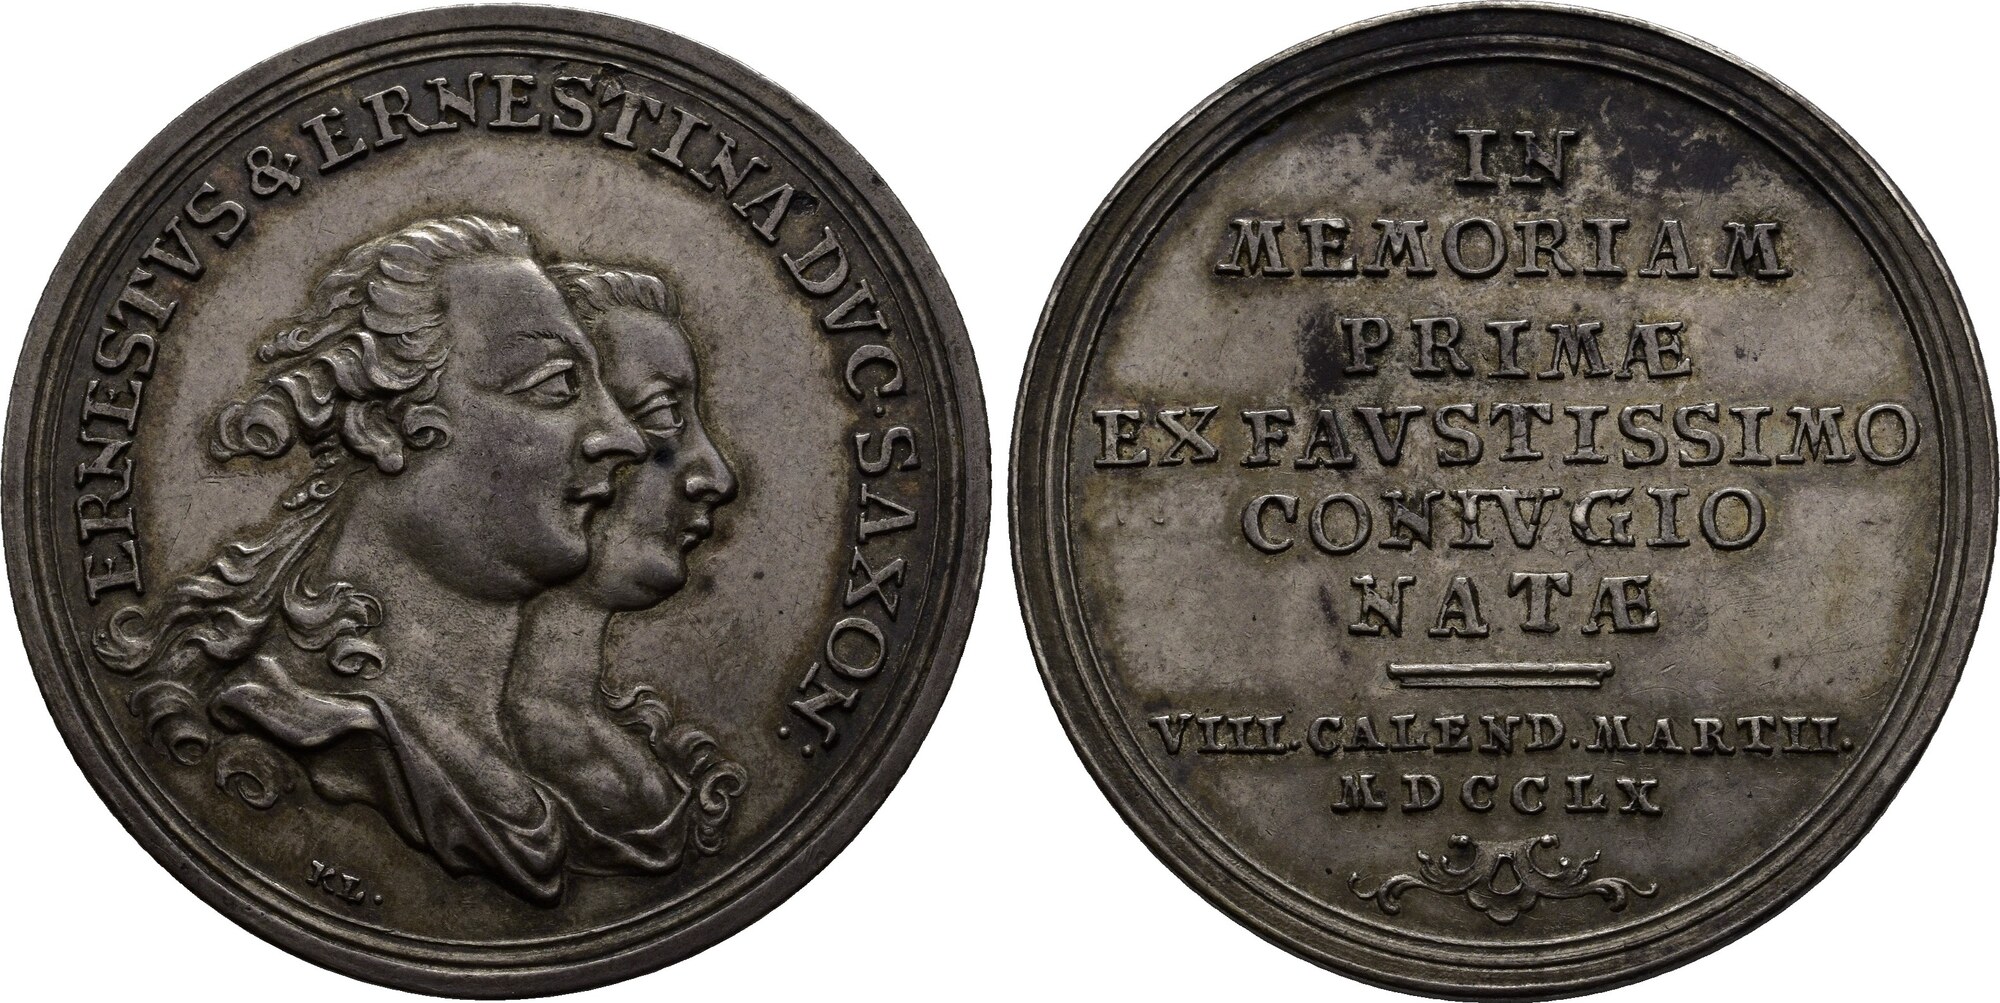 ERNESTVS & ERNESTINA DVC. SAXON.
KL.
IN
MEMORIAM
PRIMÆ
EX FAVSTISSIMO
CONIVGIO
NATÆ
VIII. CALEND. MARTII.
MDCCLX